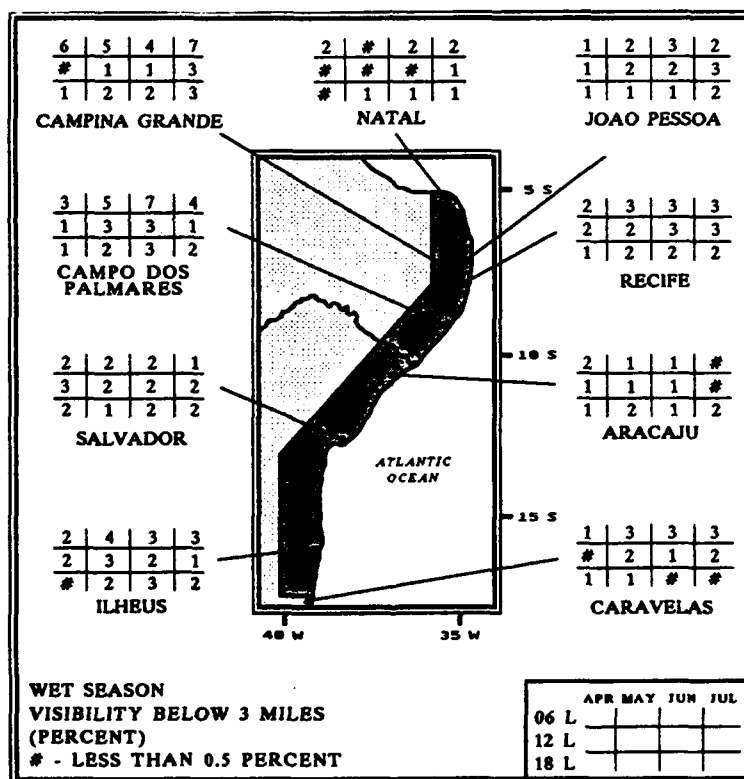 6 5 4 7
# 1 1 3
1 2 2 3
CAMPINA GRANDE
2 # 2 2
# # # 1
# 1 1 1
NATAL
1 2 3 2
1 2 2 3
1 1 1 2
JOAO PESSOA
3 5 7 4
1 3 3 1
1 2 3 2
CAMPO DOS
PALMARES
2 3 3 3
2 2 3 3
1 2 2 2
RECIFE
2 2 2 1
3 2 2 2
2 1 2 2
SALVADOR
2 1 1 #
1 1 1 #
1 2 1 2
ARACAJU
2 4 3 3
2 3 2 1
# 2 3 2
ILHEUS
1 3 3 3
# 2 1 2
1 1 # #
CARAVELAS
5 S
10 S
15 S
ATLANTIC
OCEAN
40 W 35 W
WET SEASON
VISIBILITY BELOW 3 MILES
(PERCENT)
# - LESS THAN 0.5 PERCENT
APR MAY JUN JUL
06 L
12 L
18 L